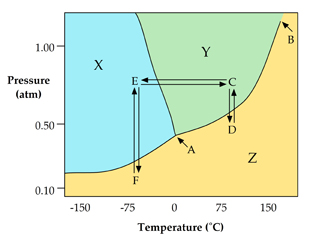 X
Y
B
1.00
E
C
Pressure
(atm)
0.50
D
A
Z
F
0.10
-150 -75 0 75 150
Temperature (˚C)